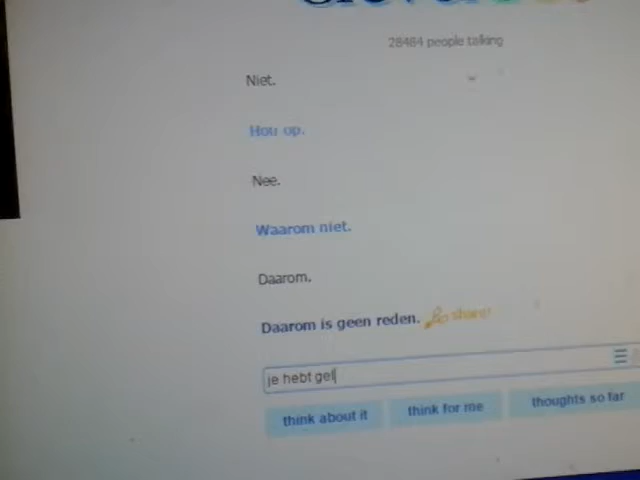 28484 people talking
Niet.
Hou op.
Nee.
Waarom niet.
Daarom.
Daarom is geen reden. share!
je hebt gel
think about it think for me thoughts so far